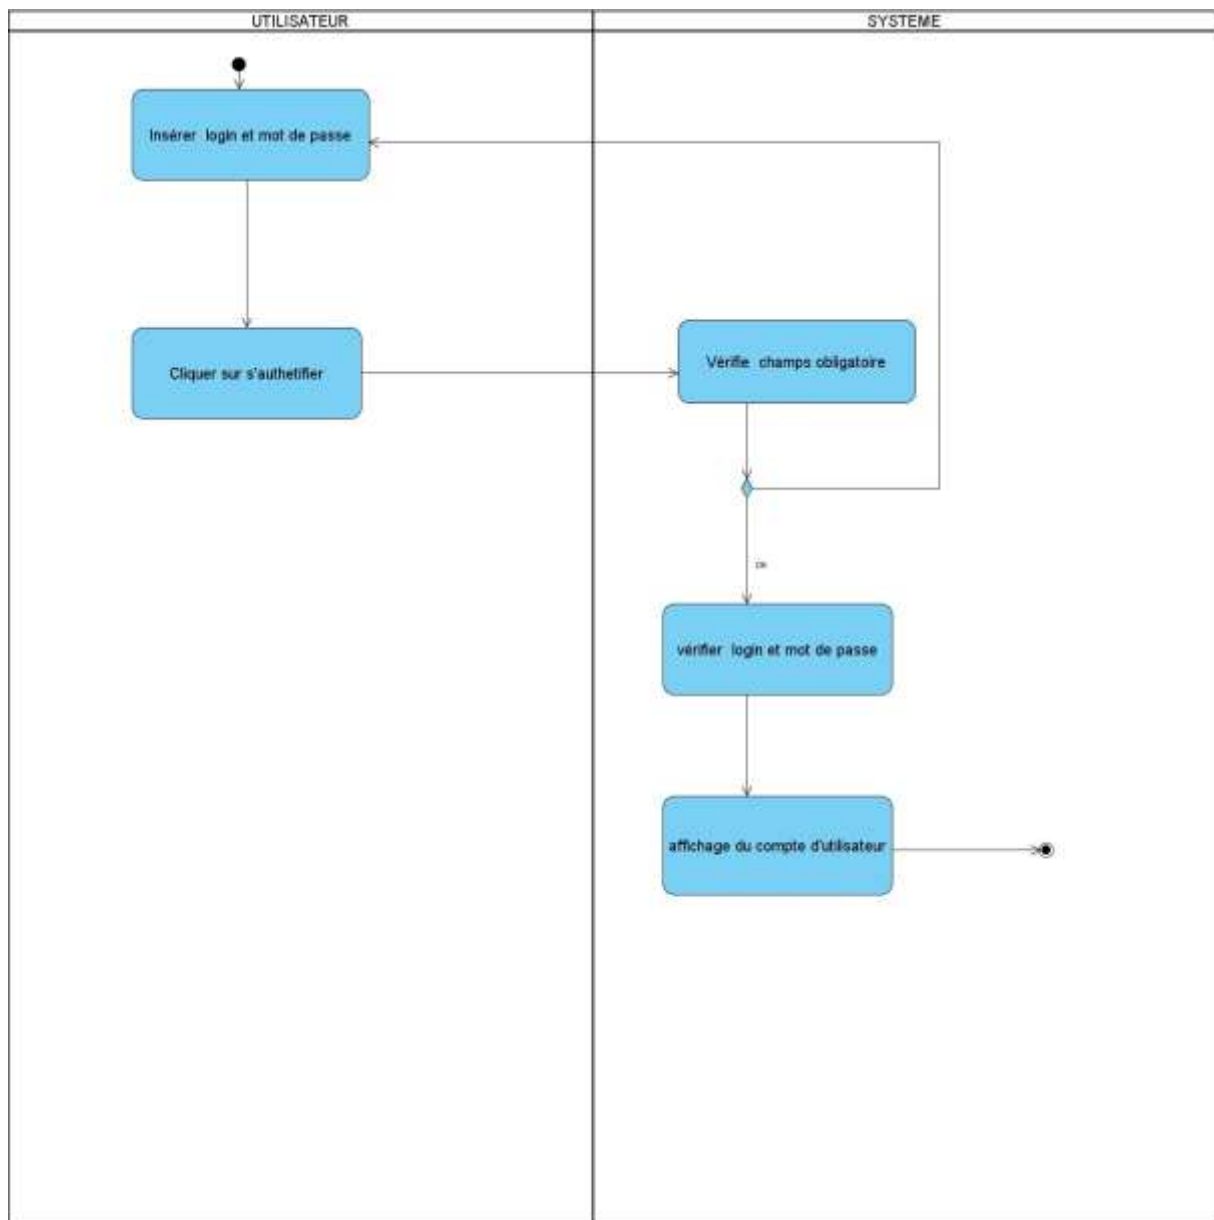 UTILISATEUR
SYSTEME
Insérer login et mot de passe
Cliquer sur s'authetifier
Vérifie champs obligatoire
vérifier login et mot de passe
affichage du compte d'utilisateur